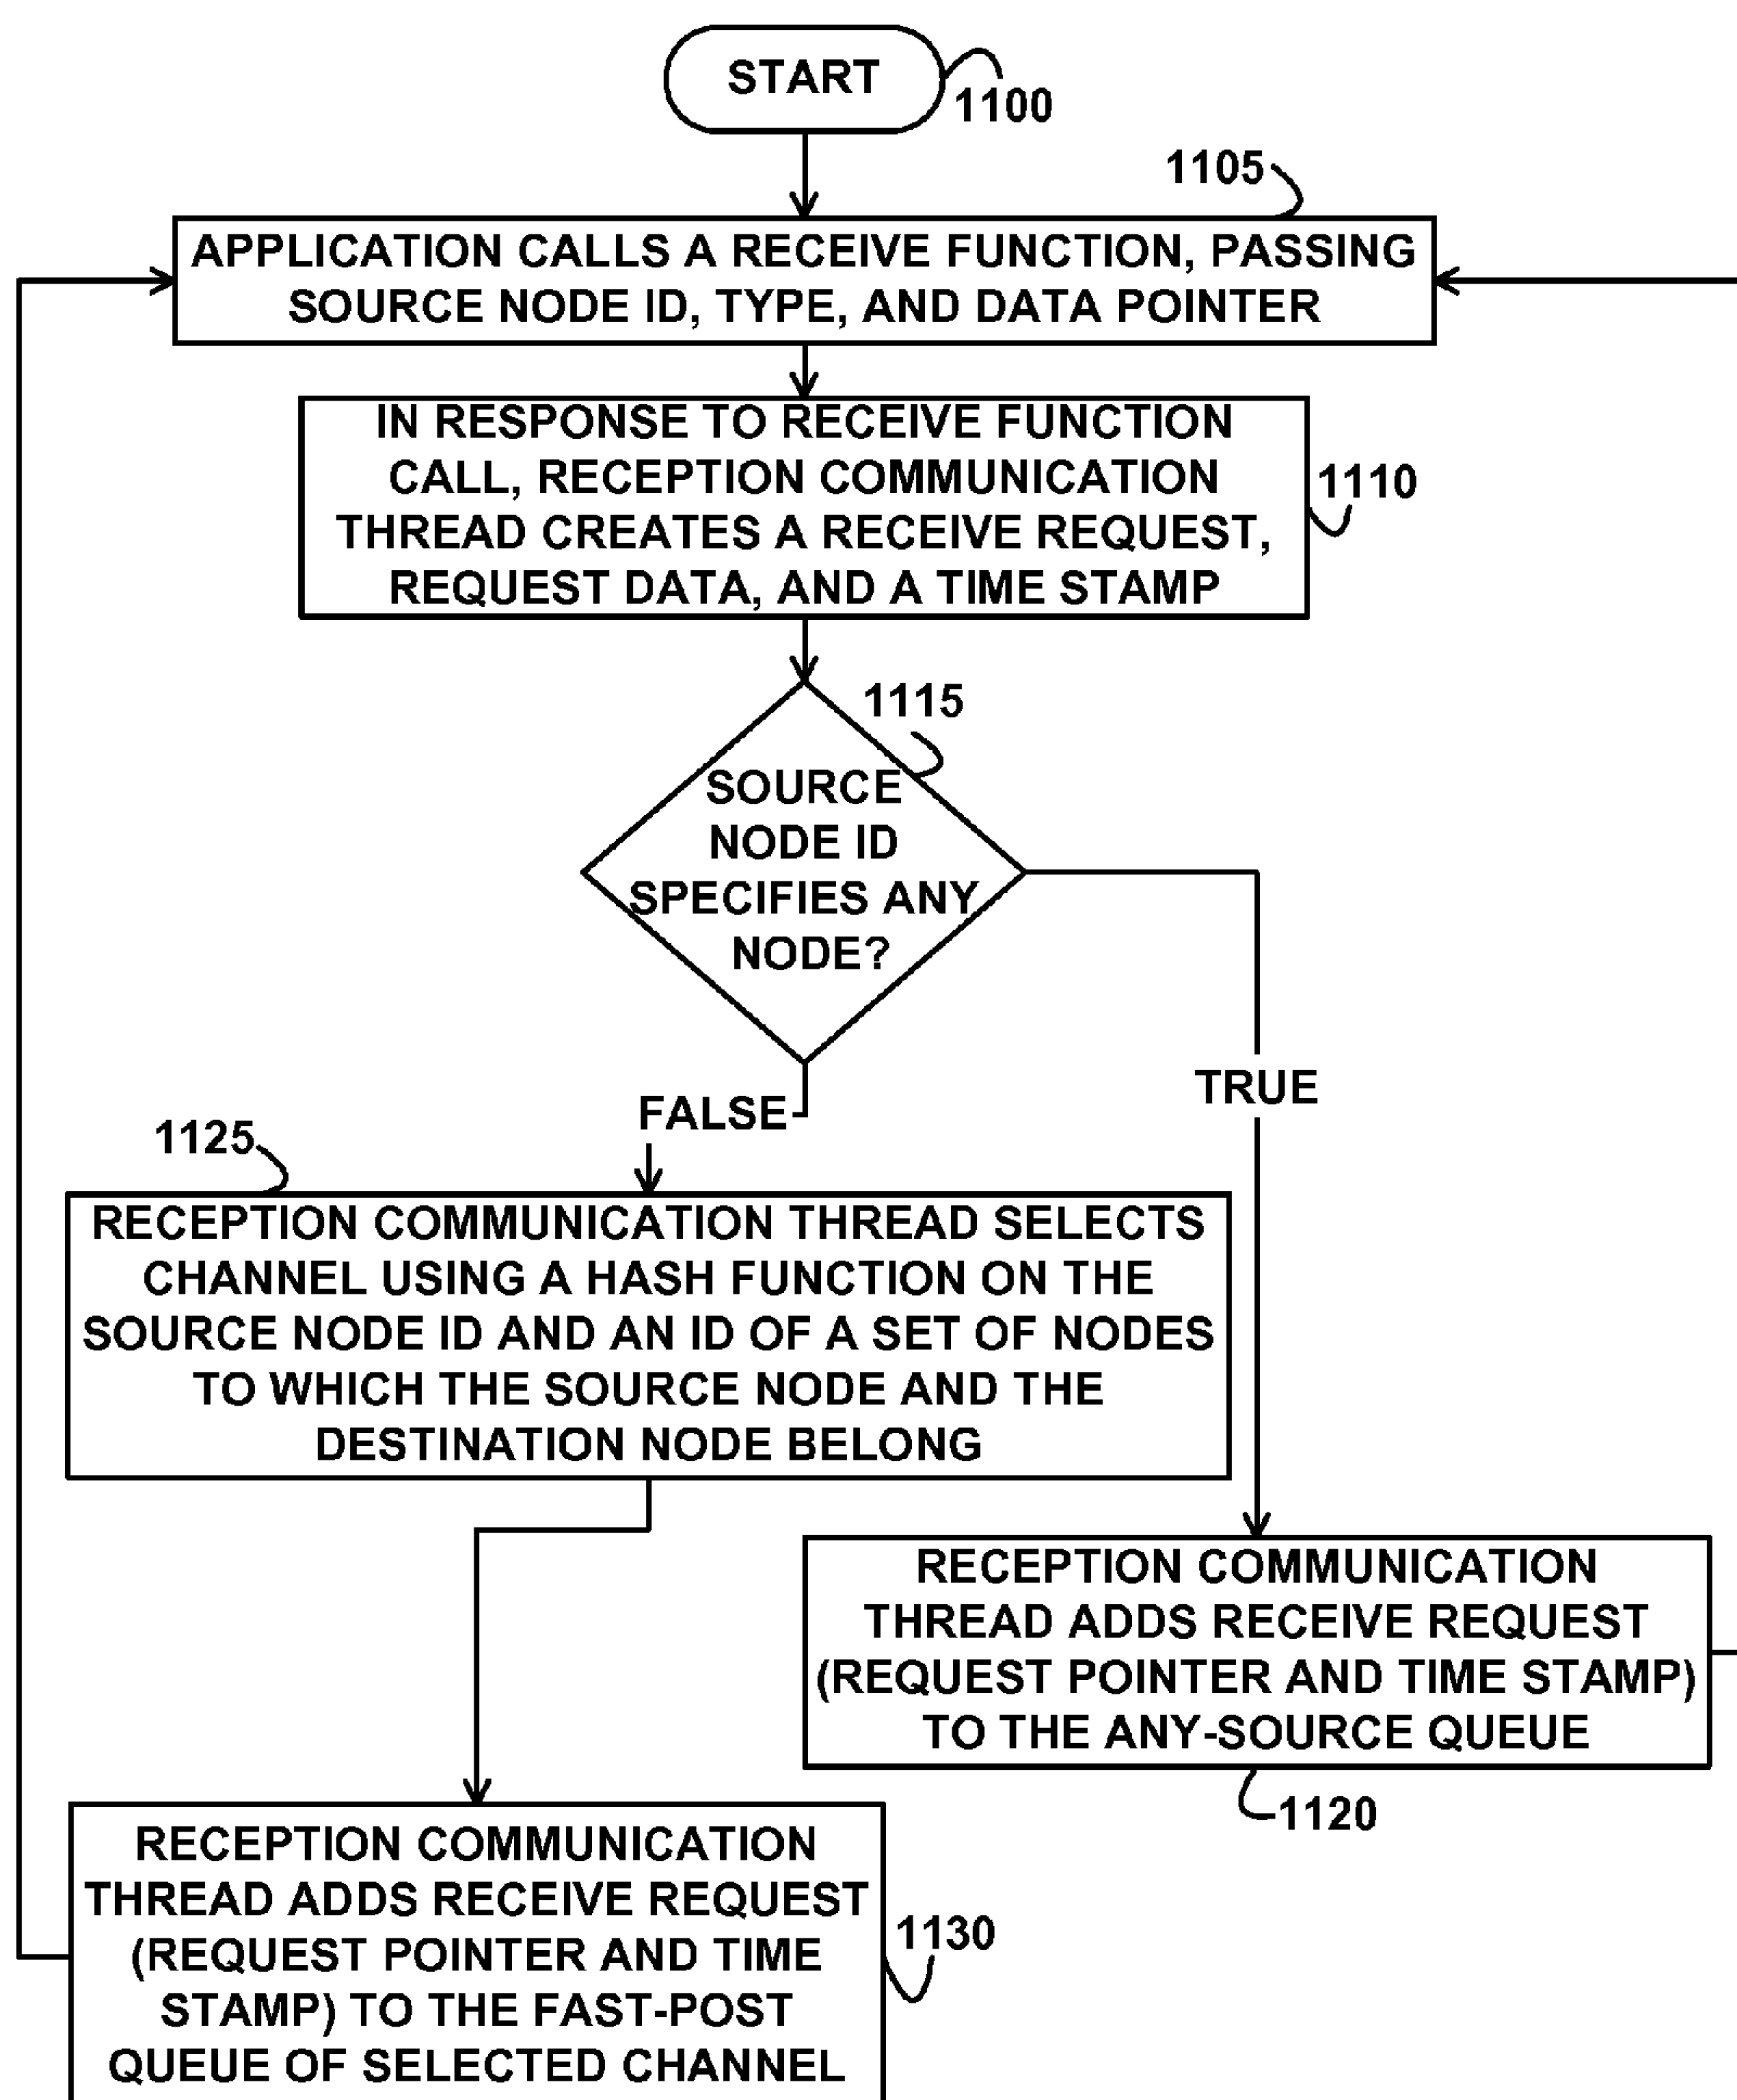 START
1100
1105
APPLICATION CALLS A RECEIVE FUNCTION, PASSING
SOURCE NODE ID, TYPE, AND DATA POINTER
IN RESPONSE TO RECEIVE FUNCTION
CALL, RECEPTION COMMUNICATION
THREAD CREATES A RECEIVE REQUEST,
REQUEST DATA, AND A TIME STAMP
1110
1115
SOURCE
NODE ID
SPECIFIES ANY
NODE?
TRUE
FALSE
1125
RECEPTION COMMUNICATION THREAD SELECTS
CHANNEL USING A HASH FUNCTION ON THE
SOURCE NODE ID AND AN ID OF A SET OF NODES
TO WHICH THE SOURCE NODE AND THE
DESTINATION NODE BELONG
RECEPTION COMMUNICATION
THREAD ADDS RECEIVE REQUEST
(REQUEST POINTER AND TIME STAMP)
TO THE ANY-SOURCE QUEUE
1120
RECEPTION COMMUNICATION
THREAD ADDS RECEIVE REQUEST
(REQUEST POINTER AND TIME
STAMP) TO THE FAST-POST
QUEUE OF SELECTED CHANNEL
1130